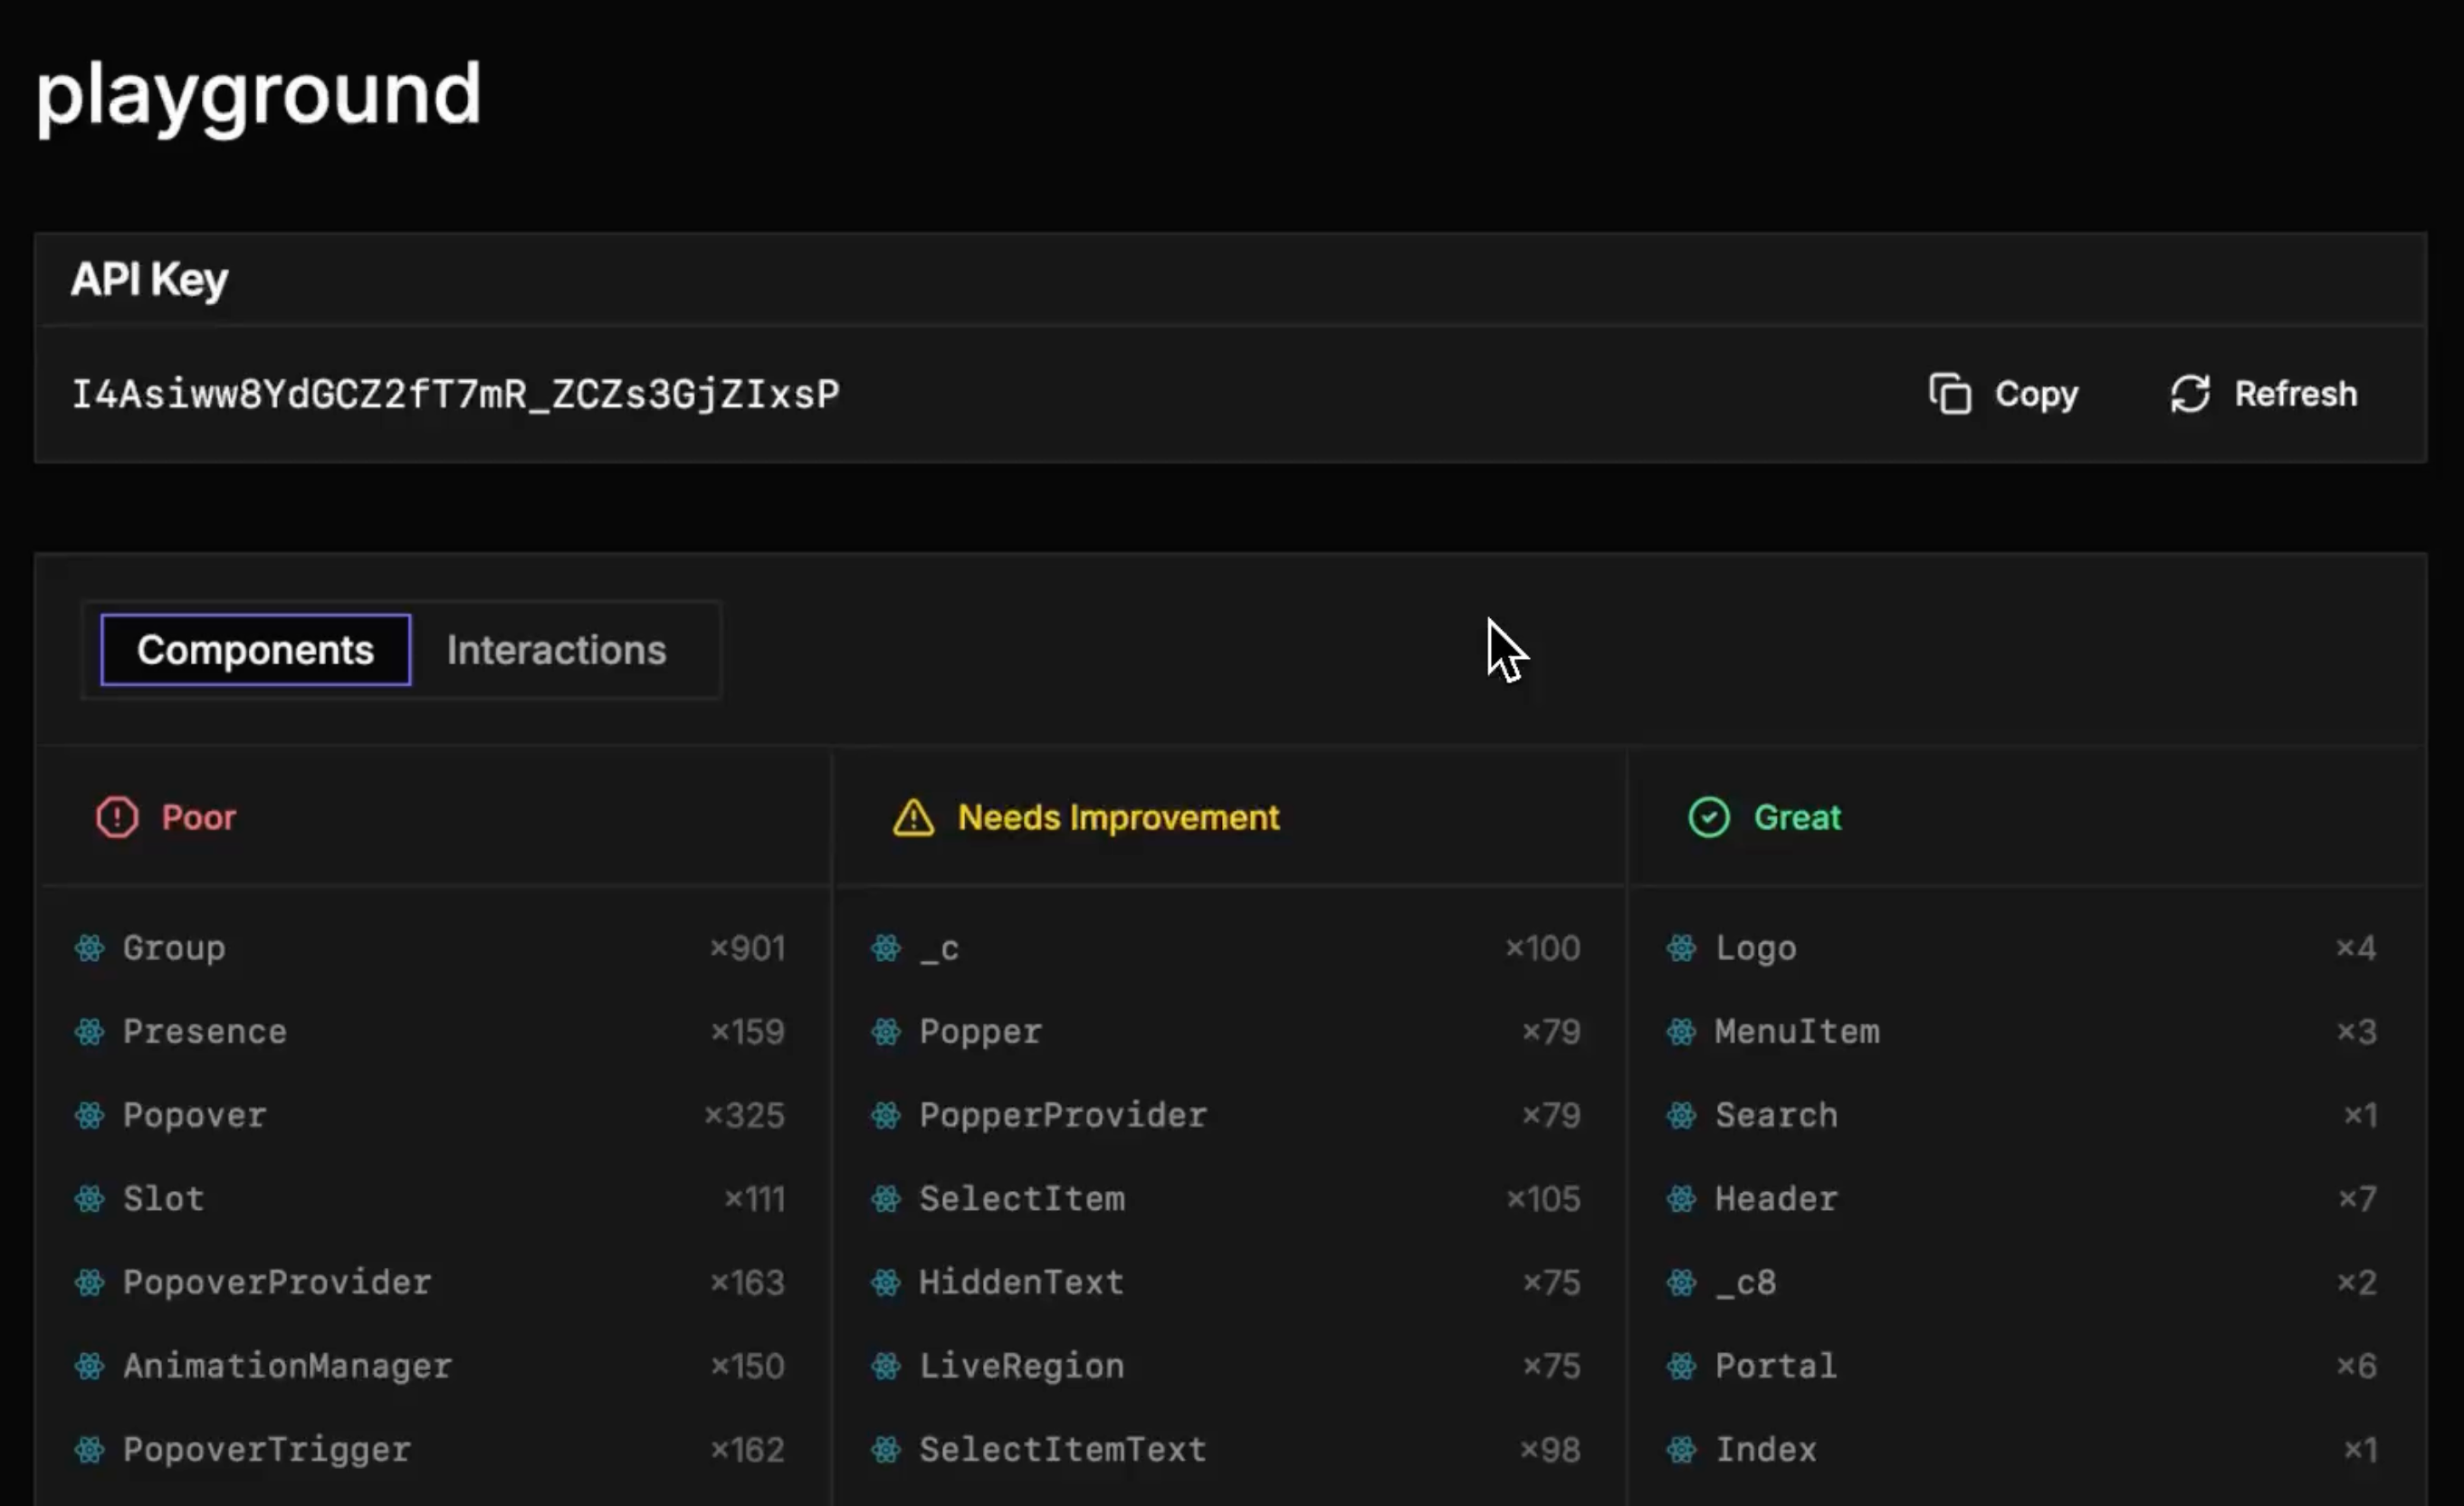 playground
API Key
I4Asiww8YdGCZ2fT7mR_ZCZs3GjZIxsP
Copy
Refresh
Components
Interactions
Poor
Needs Improvement
Great
Group ×901
Presence ×159
Popover ×325
Slot ×111
PopoverProvider ×163
AnimationManager ×150
PopoverTrigger ×162
_c ×100
Popper ×79
PopperProvider ×79
SelectItem ×105
HiddenText ×75
LiveRegion ×75
SelectItemText ×98
Logo ×4
MenuItem ×3
Search ×1
Header ×7
_c8 ×2
Portal ×6
Index ×1